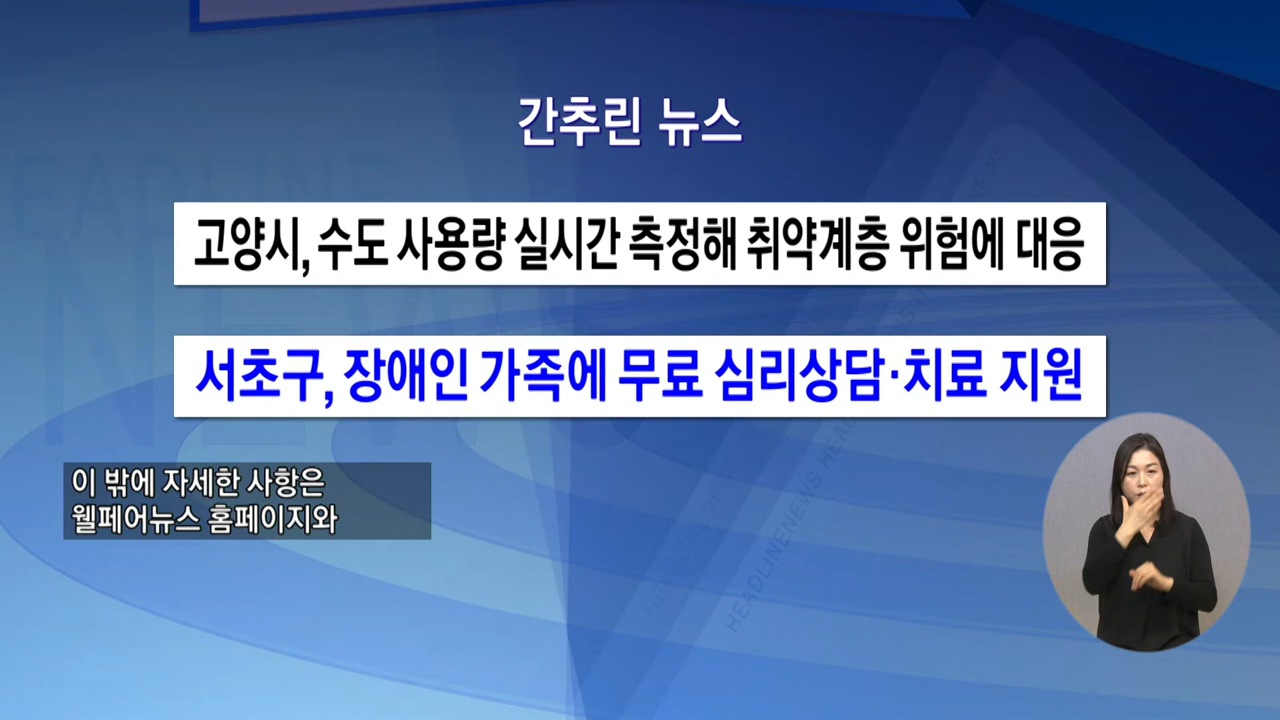 간추린 뉴스
고양시, 수도 사용량 실시간 측정해 취약계층 위험에 대응
서초구, 장애인 가족에 무료 심리상담·치료 지원
이 밖에 자세한 사항은
웰페어뉴스 홈페이지와
HEADLINENEWS HEADLINENEWS